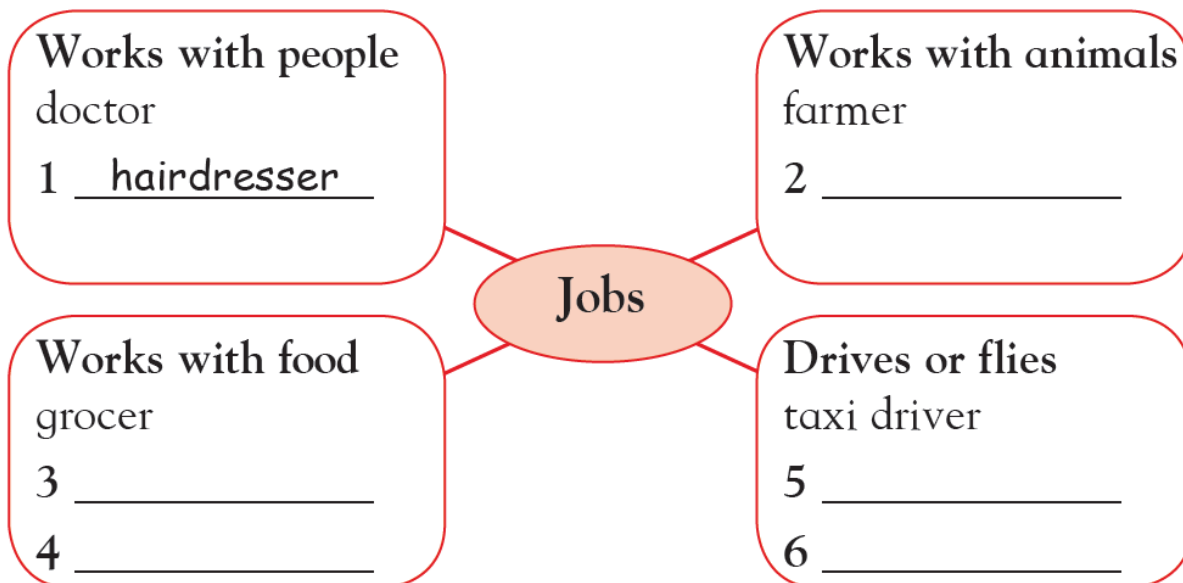 Works with people
doctor
1 hairdresser
Works with animals
farmer
2
Jobs
Works with food
grocer
3
4
Drives or flies
taxi driver
5
6